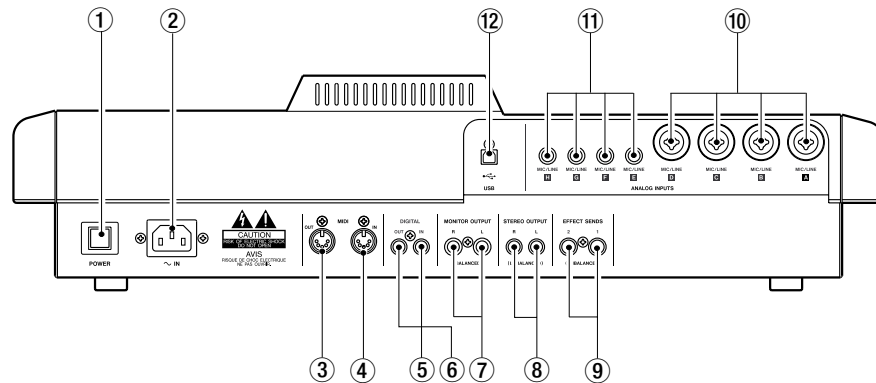 ⑫ ⑪ ⑩
① ②
USB
MIC/LINE MIC/LINE MIC/LINE MIC/LINE MIC/LINE MIC/LINE MIC/LINE MIC/LINE
H G F E D C B A
ANALOG INPUTS
POWER
∼ IN
CAUTION
RISK OF ELECTRIC SHOCK
DO NOT OPEN
AVIS
RISQUE DE CHOC ELECTRIQUE
NE PAS OUVRIR.
MIDI
OUT IN
DIGITAL
OUT IN
MONITOR OUTPUT
R L
STEREO OUTPUT
R L
EFFECT SENDS
2 1
③ ④ ⑤ ⑥ ⑦ ⑧ ⑨